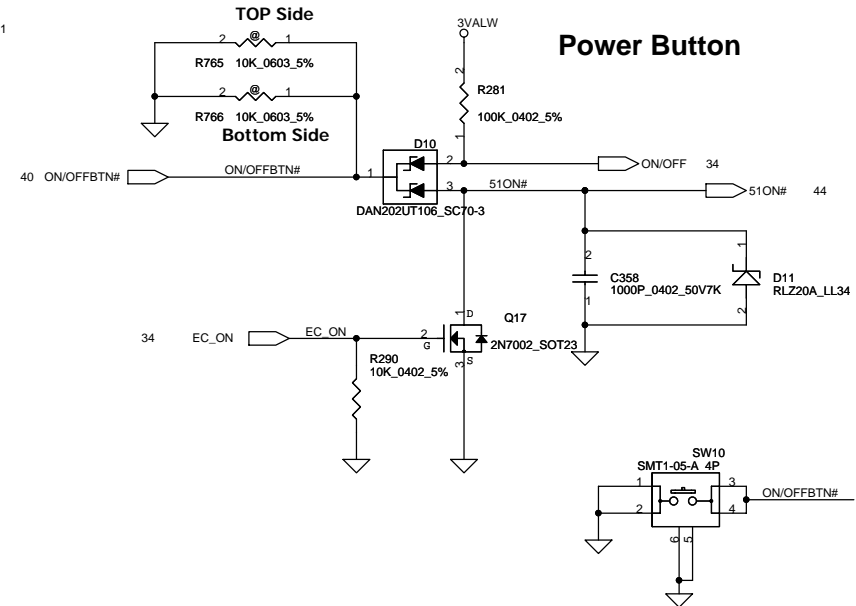 1
TOP Side
2 @ 1
R765 10K_0603_5%
2 @ 1
R766 10K_0603_5%
Bottom Side
3VALW
2
R281
100K_0402_5%
1
Power Button
40 ON/OFFBTN#
ON/OFFBTN#
D10
1
2
3
DAN202UT106_SC70-3
ON/OFF 34
51ON#
51ON# 44
2
C358
1000P_0402_50V7K
1
1
D11
RLZ20A_LL34
2
34 EC_ON
EC_ON
R290
10K_0402_5%
1
D
2
G
Q17
2N7002_SOT23
3
S
SW10
SMT1-05-A 4P
1
2
3
4
6
5
ON/OFFBTN#